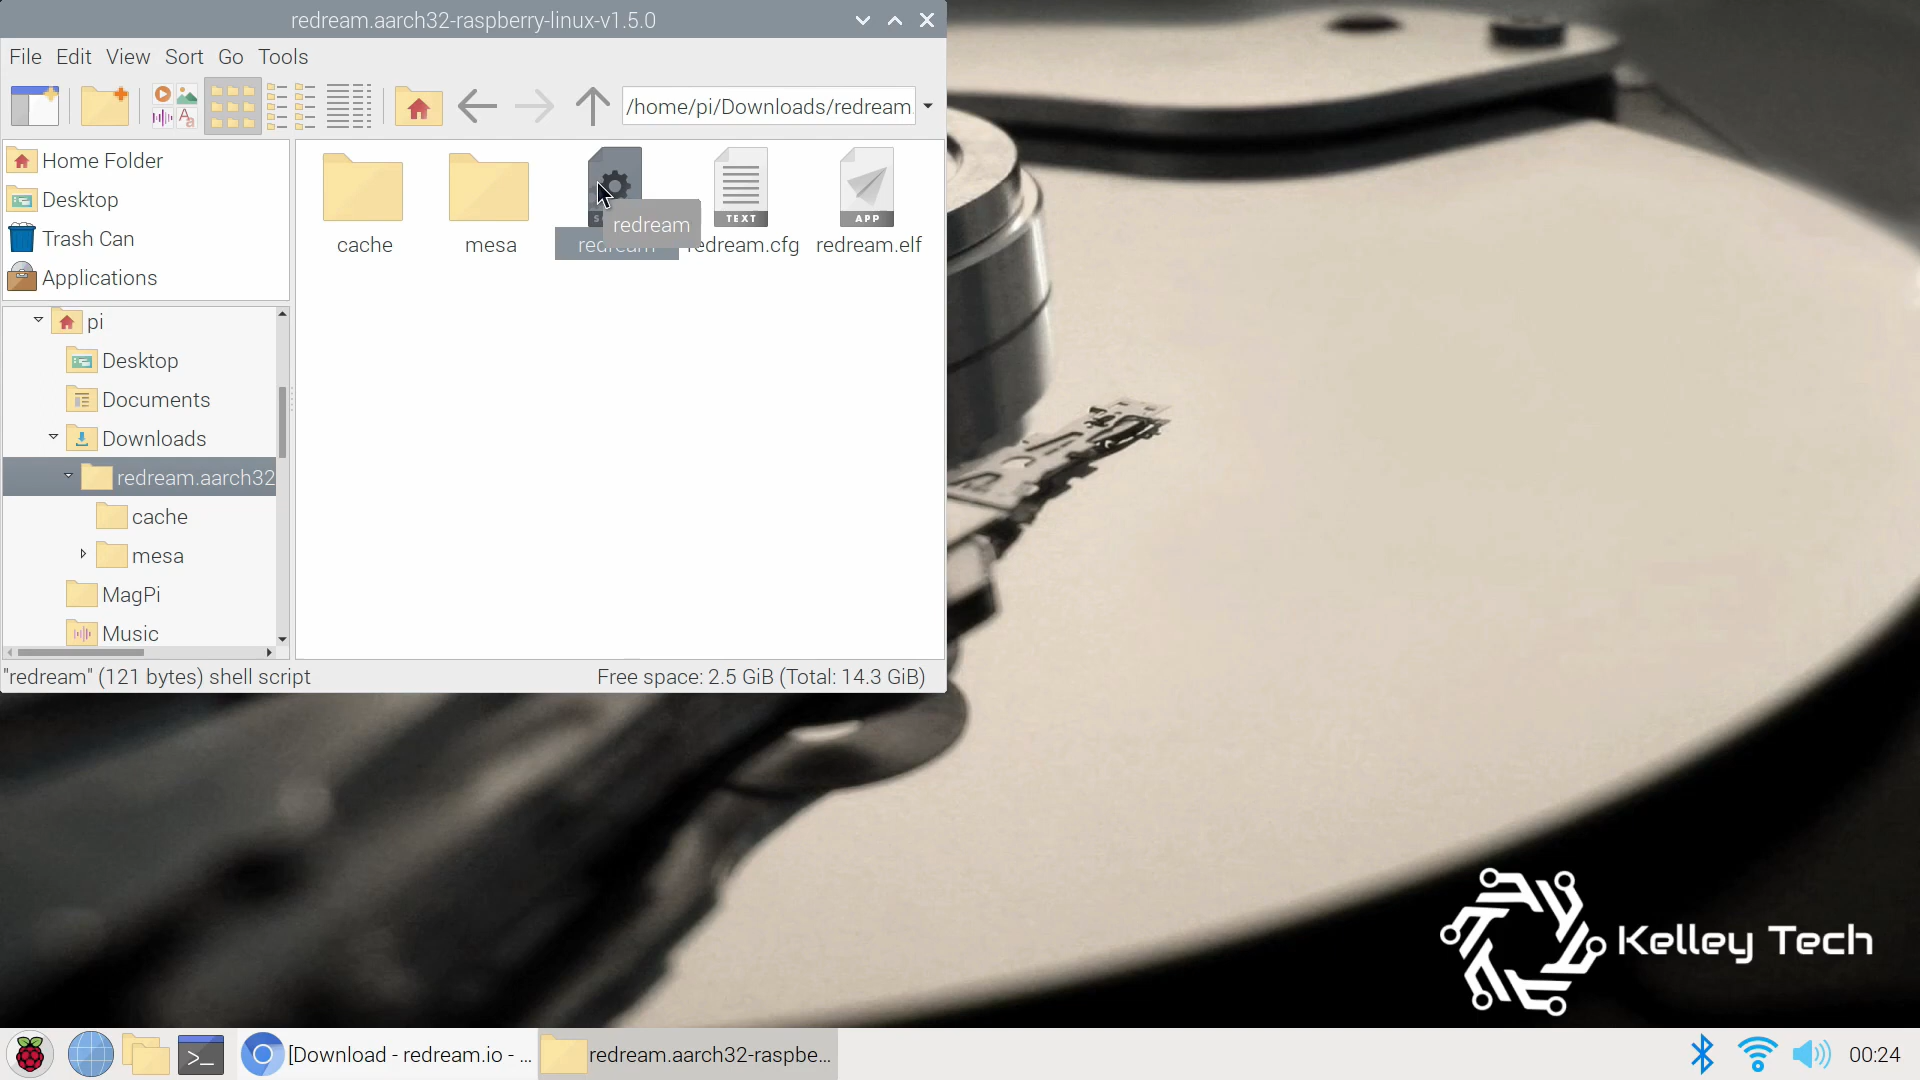 redream.aarch32-raspberry-linux-v1.5.0
File Edit View Sort Go Tools
/home/pi/Downloads/redream.
Home Folder
Desktop
Trash Can
Applications
pi
Desktop
Documents
Downloads
redream.aarch32
cache
mesa
MagPi
Music
TEXT
APP
cache
mesa
redream
redream
redream.cfg
redream.elf
"redream" (121 bytes) shell script
Free space: 2.5 GiB (Total: 14.3 GiB)
Kelley Tech
[Download - redream.io - ...
redream.aarch32-raspbe...
00:24